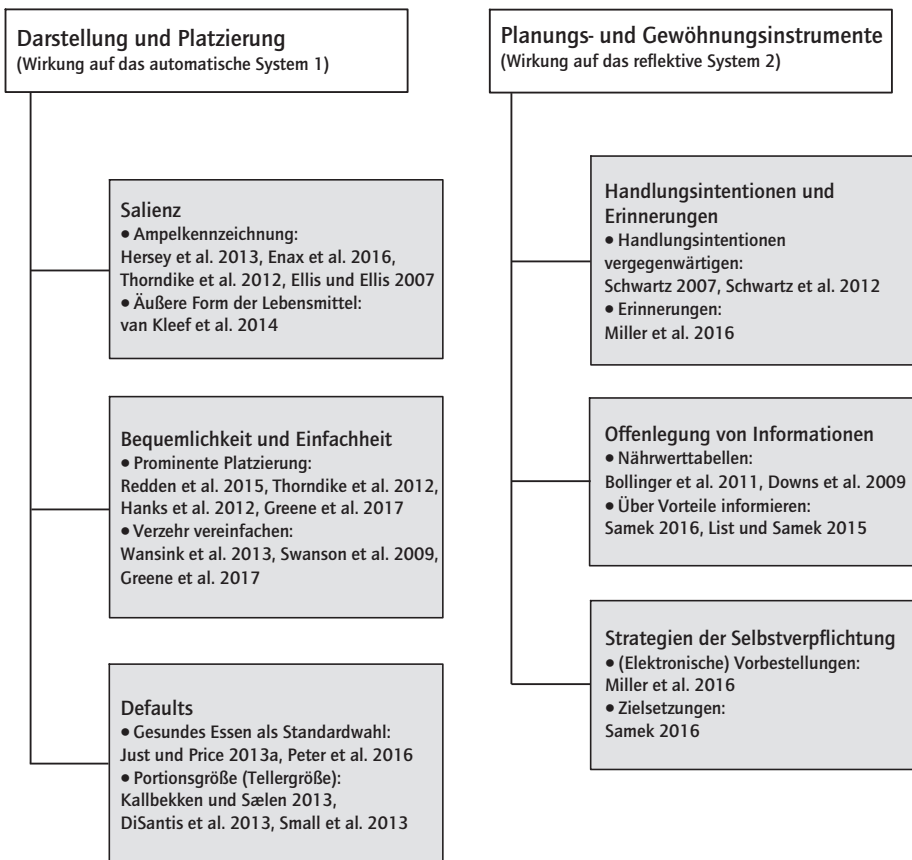 Darstellung und Platzierung
(Wirkung auf das automatische System 1)
Salienz
● Ampelkennzeichnung:
Hersey et al. 2013, Enax et al. 2016,
Thorndike et al. 2012, Ellis und Ellis 2007
● Äußere Form der Lebensmittel:
van Kleef et al. 2014
Bequemlichkeit und Einfachheit
● Prominente Platzierung:
Redden et al. 2015, Thorndike et al. 2012,
Hanks et al. 2012, Greene et al. 2017
● Verzehr vereinfachen:
Wansink et al. 2013, Swanson et al. 2009,
Greene et al. 2017
Defaults
● Gesundes Essen als Standardwahl:
Just und Price 2013a, Peter et al. 2016
● Portionsgröße (Tellergröße):
Kallbekken und Sælen 2013,
DiSantis et al. 2013, Small et al. 2013
Planungs- und Gewöhnungsinstrumente
(Wirkung auf das reflektive System 2)
Handlungsintentionen und
Erinnerungen
● Handlungsintentionen
vergegenwärtigen:
Schwartz 2007, Schwartz et al. 2012
● Erinnerungen:
Miller et al. 2016
Offenlegung von Informationen
● Nährwerttabellen:
Bollinger et al. 2011, Downs et al. 2009
● Über Vorteile informieren:
Samek 2016, List und Samek 2015
Strategien der Selbstverpflichtung
● (Elektronische) Vorbestellungen:
Miller et al. 2016
● Zielsetzungen:
Samek 2016